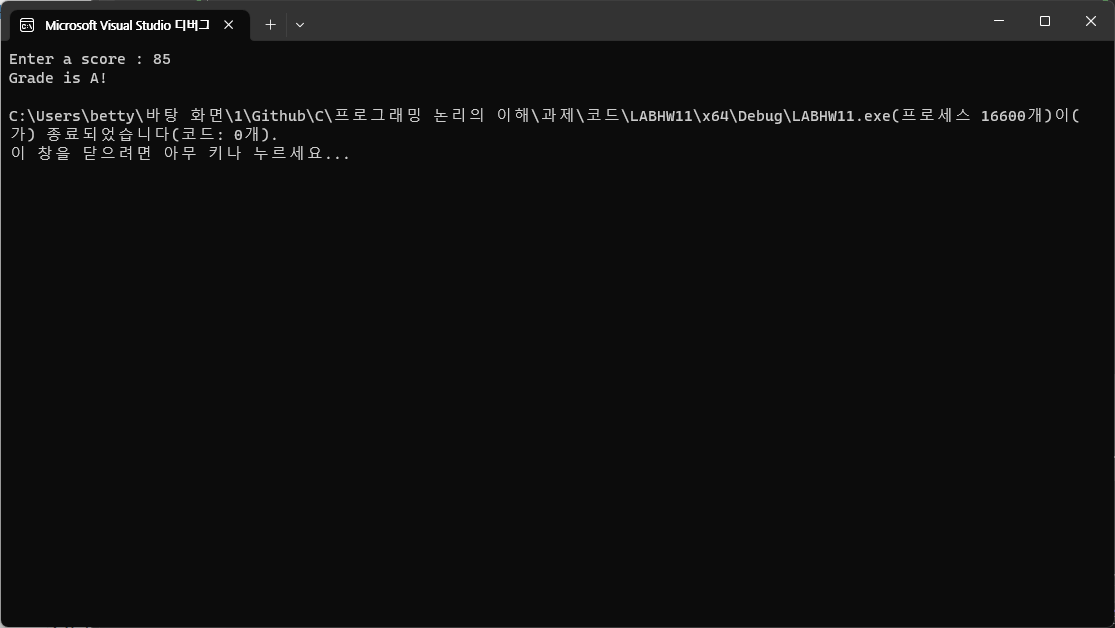 Microsoft Visual Studio 디버그
Enter a score : 85
Grade is A!
C:\Users\betty\바탕 화면\1\Github\C\프로그래밍 논리의 이해\과제\코드\LABHW11\x64\Debug\LABHW11.exe(프로세스 16600개)이(
가) 종료되었습니다(코드: 0개).
이 창을 닫으려면 아무 키나 누르세요...